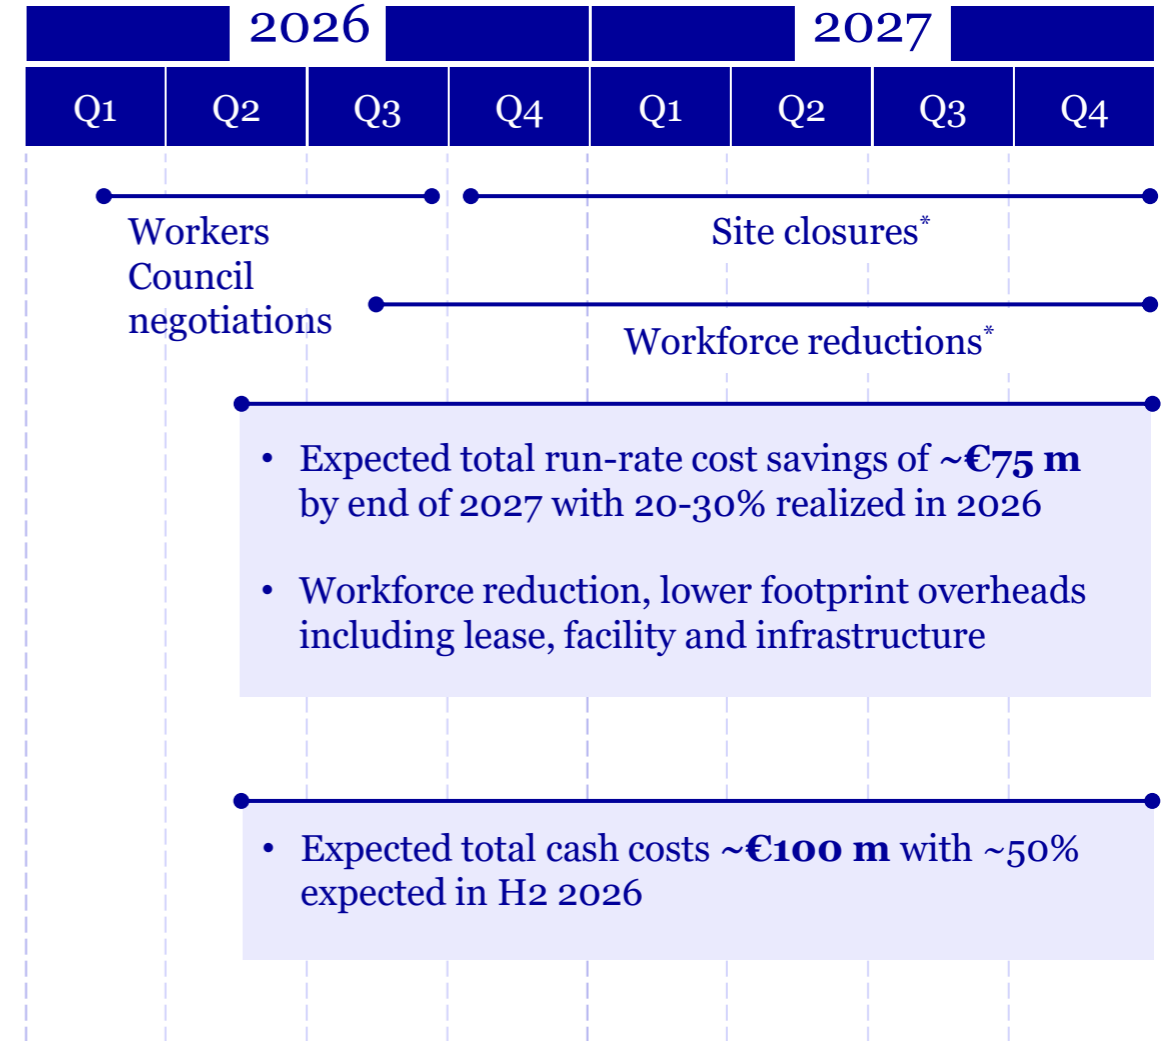 2026 2027
Q1 Q2 Q3 Q4 Q1 Q2 Q3 Q4
Workers
Council
negotiations
Site closures*
Workforce reductions*
• Expected total run-rate cost savings of ~€75 m
by end of 2027 with 20-30% realized in 2026
• Workforce reduction, lower footprint overheads
including lease, facility and infrastructure
• Expected total cash costs ~€100 m with ~50%
expected in H2 2026